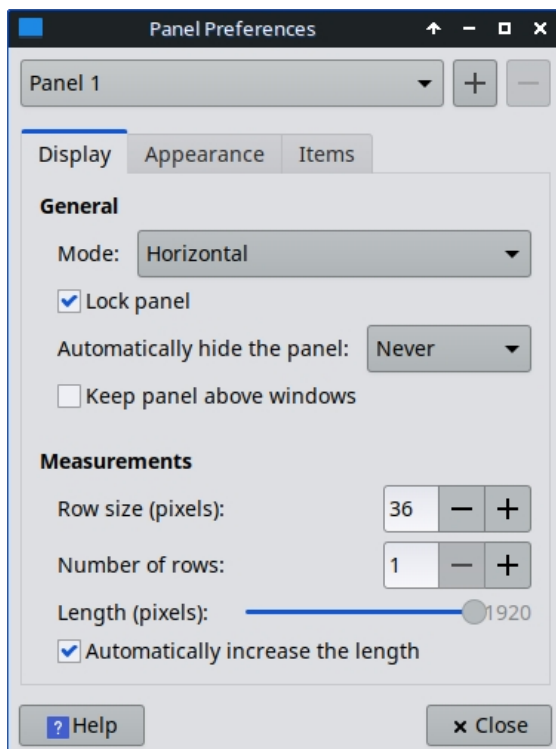 Panel Preferences
Panel 1
Display Appearance Items
General
Mode: Horizontal
Lock panel
Automatically hide the panel: Never
Keep panel above windows
Measurements
Row size (pixels): 36
Number of rows: 1
Length (pixels): 1920
Automatically increase the length
? Help × Close